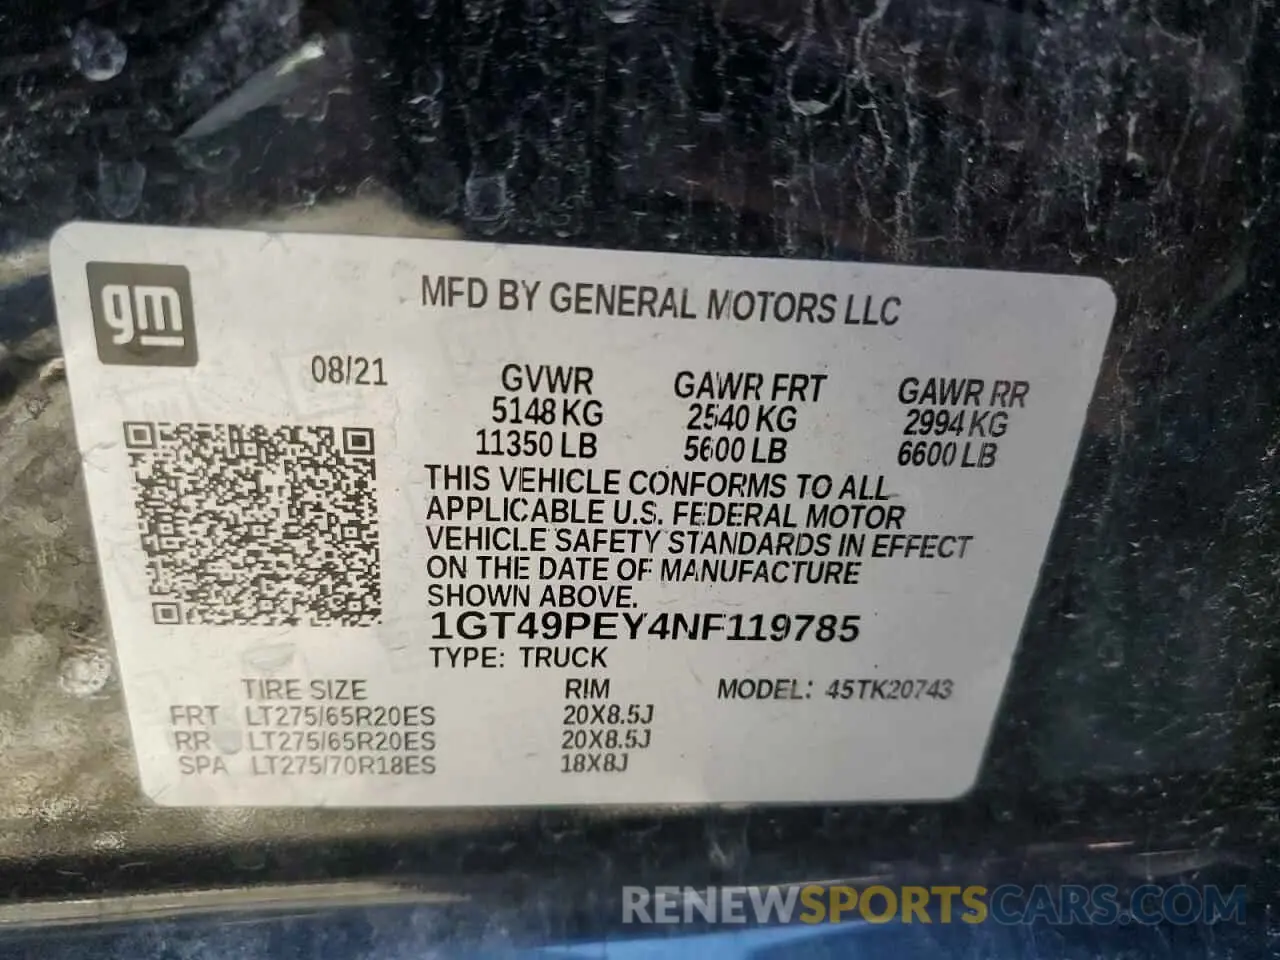 gm
MFD BY GENERAL MOTORS LLC
08/21
GVWR GAWR FRT GAWR RR
5148 KG 2540 KG 2994 KG
11350 LB 5600 LB 6600 LB
THIS VEHICLE CONFORMS TO ALL
APPLICABLE U.S. FEDERAL MOTOR
VEHICLE SAFETY STANDARDS IN EFFECT
ON THE DATE OF MANUFACTURE
SHOWN ABOVE.
1GT49PEY4NF119785
TYPE: TRUCK
TIRE SIZE RIM MODEL: 45TK20743
FRT LT275/65R20ES 20X8.5J
RR LT275/65R20ES 20X8.5J
SPA LT275/70R18ES 18X8J
RENEWSPORTSCARS.COM